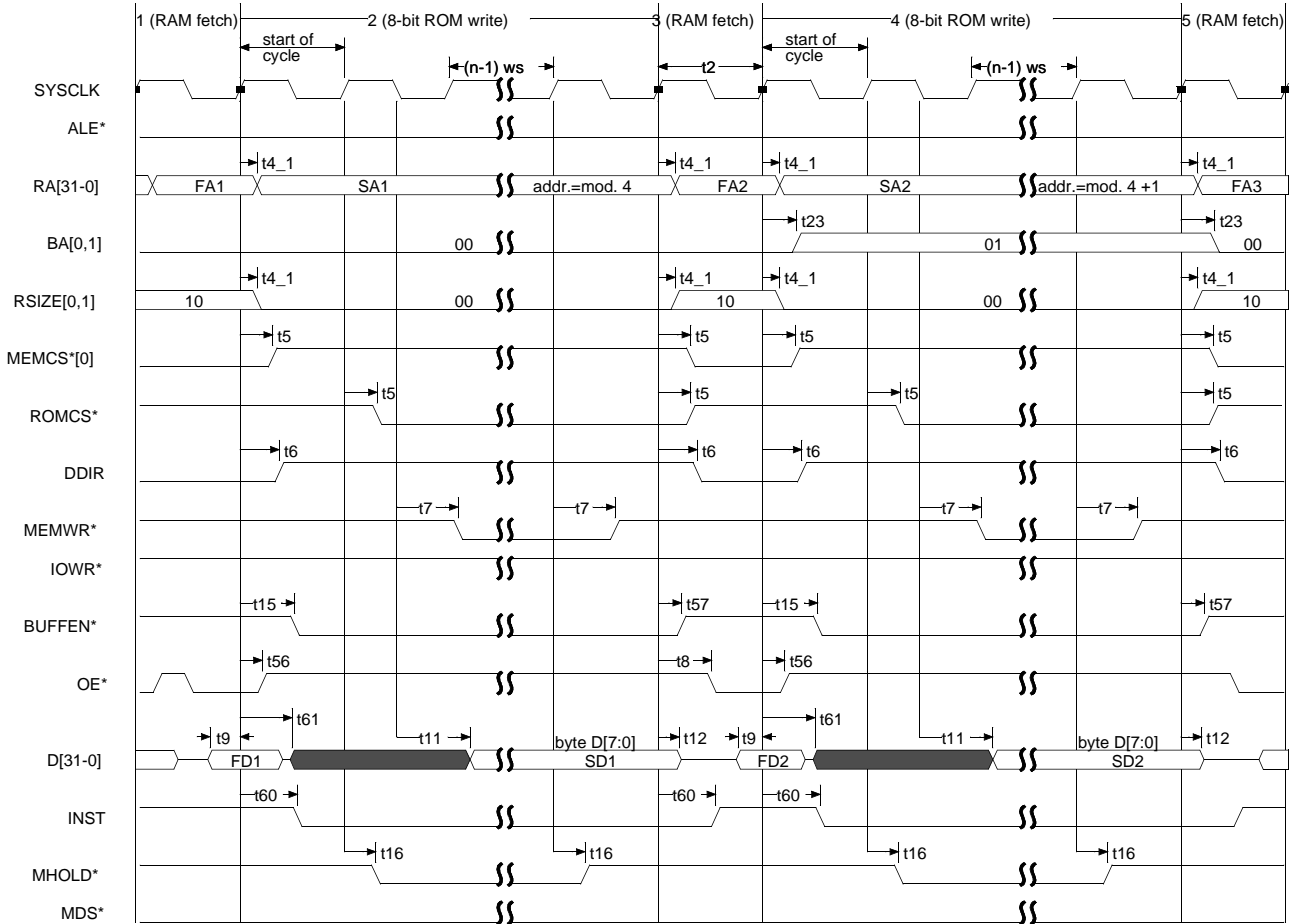 1 (RAM fetch) 2 (8-bit ROM write) 3 (RAM fetch) 4 (8-bit ROM write) 5 (RAM fetch)
start of cycle start of cycle
(n-1) ws t2 (n-1) ws
SYSCLK
ALE*
t4_1 t4_1 t4_1 t4_1
RA[31-0] FA1 SA1 addr.=mod. 4 FA2 SA2 addr.=mod. 4 +1 FA3
t23 t23
BA[0,1] 00 01 00
t4_1 t4_1 t4_1 t4_1
RSIZE[0,1] 10 00 10 00 10
t5 t5 t5 t5
MEMCS*[0]
t5 t5 t5 t5
ROMCS*
t6 t6 t6 t6
DDIR
t7 t7 t7 t7
MEMWR*
IOWR*
t15 t57 t15 t57
BUFFEN*
t56 t8 t56
OE*
t61 t61
t9 t11 byte D[7:0] t12 t9 t11 byte D[7:0] t12
D[31-0] FD1 SD1 FD2 SD2
t60 t60 t60
INST
t16 t16 t16 t16
MHOLD*
MDS*